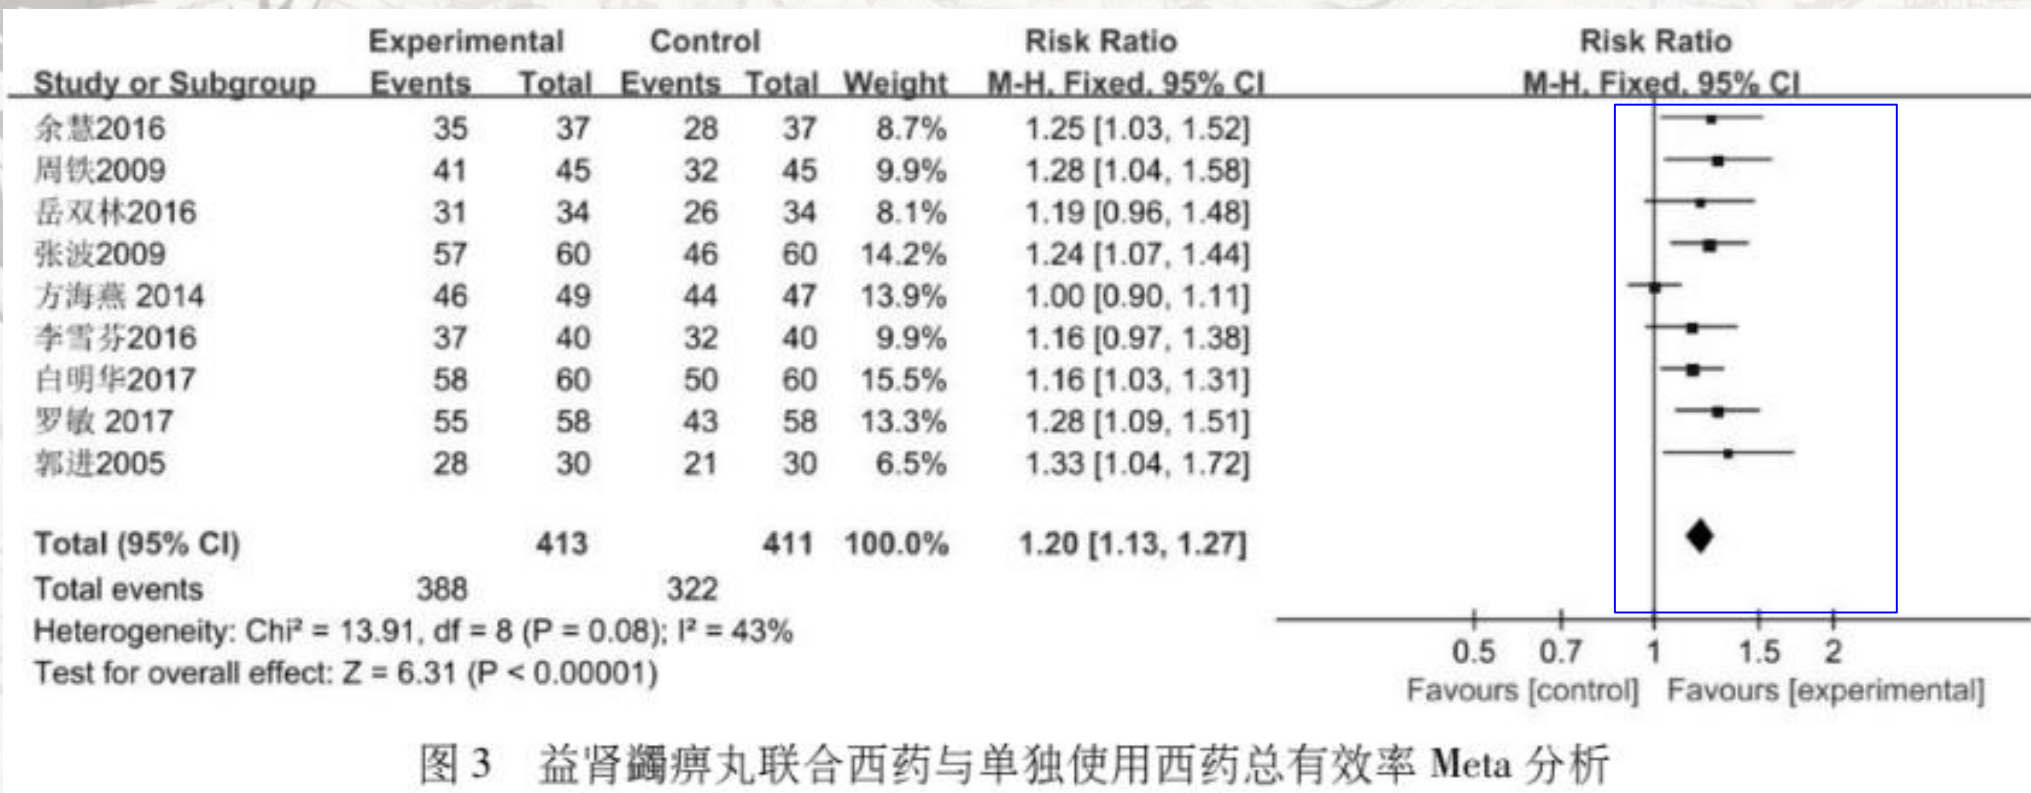 Experimental Control Risk Ratio Risk Ratio
Study or Subgroup Events Total Events Total Weight M-H, Fixed, 95% CI M-H, Fixed, 95% CI
余慧2016 35 37 28 37 8.7% 1.25 [1.03, 1.52]
周铁2009 41 45 32 45 9.9% 1.28 [1.04, 1.58]
岳双林2016 31 34 26 34 8.1% 1.19 [0.96, 1.48]
张波2009 57 60 46 60 14.2% 1.24 [1.07, 1.44]
方海燕 2014 46 49 44 47 13.9% 1.00 [0.90, 1.11]
李雪芬2016 37 40 32 40 9.9% 1.16 [0.97, 1.38]
白明华2017 58 60 50 60 15.5% 1.16 [1.03, 1.31]
罗敏 2017 55 58 43 58 13.3% 1.28 [1.09, 1.51]
郭进2005 28 30 21 30 6.5% 1.33 [1.04, 1.72]
Total (95% CI) 413 411 100.0% 1.20 [1.13, 1.27]
Total events 388 322
Heterogeneity: Chi² = 13.91, df = 8 (P = 0.08); I² = 43%
Test for overall effect: Z = 6.31 (P < 0.00001)
0.5 0.7 1 1.5 2
Favours [control] Favours [experimental]
图 3 益肾蠲痹丸联合西药与单独使用西药总有效率 Meta 分析